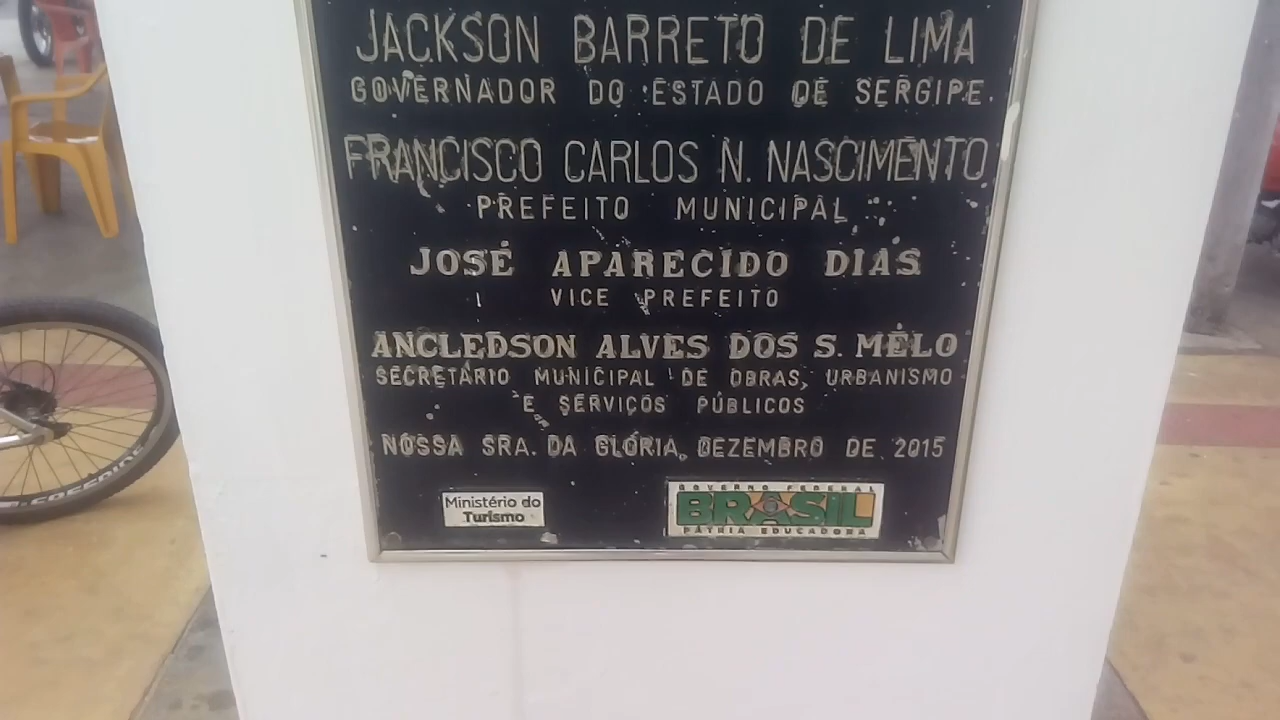 JACKSON BARRETO DE LIMA
GOVERNADOR DO ESTADO DE SERGIPE
FRANCISCO CARLOS N. NASCIMENTO
PREFEITO MUNICIPAL
JOSÉ APARECIDO DIAS
VICE PREFEITO
ANCLEDSON ALVES DOS S. MELO
SECRETÁRIO MUNICIPAL DE OBRAS, URBANISMO
E SERVIÇOS PÚBLICOS
NOSSA SRA. DA GLÓRIA, DEZEMBRO DE 2015
Ministério do
Turismo
GOVERNO FEDERAL
BRASIL
PÁTRIA EDUCADORA